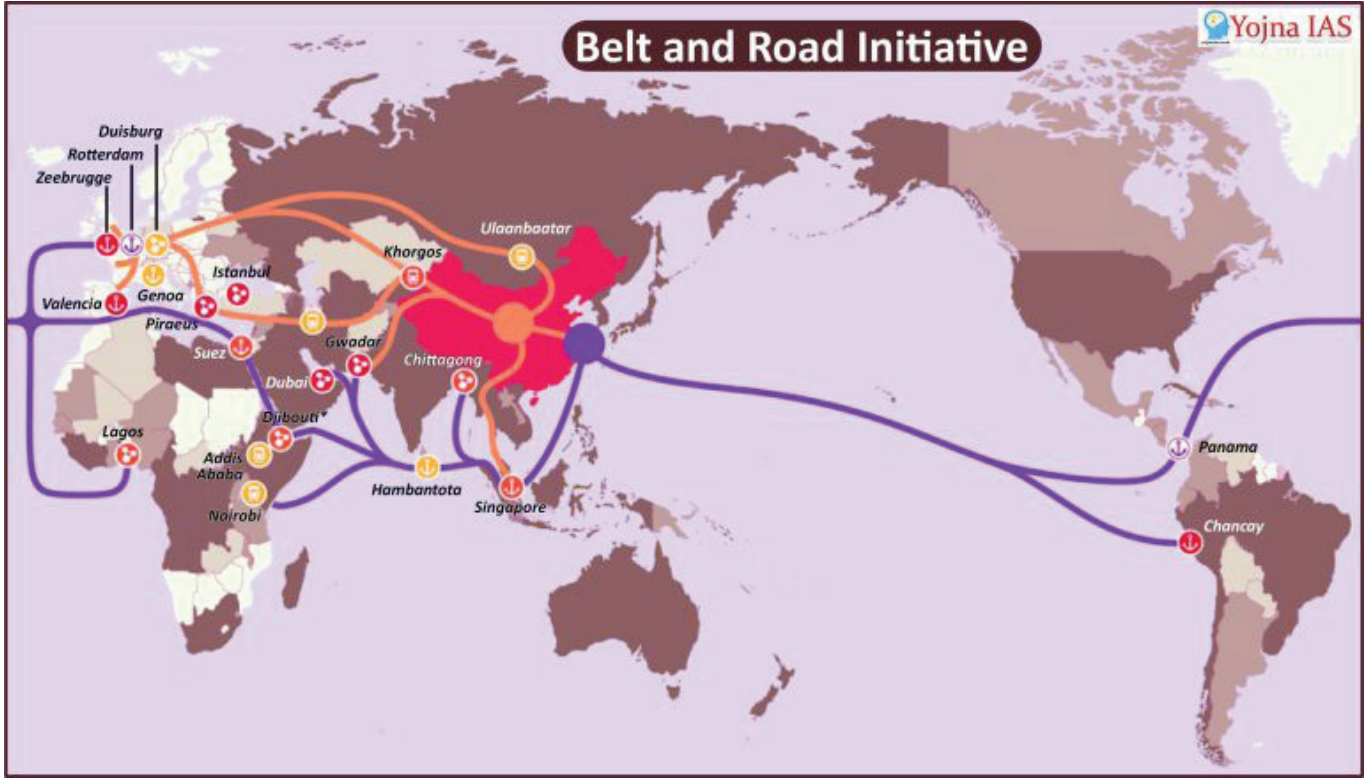 Belt and Road Initiative
Yojna IAS
Duisburg
Rotterdam
Zeebrugge
Ulaanbaatar
Khorgos
Istanbul
Genoa
Valencia
Piraeus
Gwadar
Suez
Chittagong
Dubai
Djibouti*
Lagos
Addis
Ababa
Hambantota
Nairobi
Singapore
Panama
Chancay